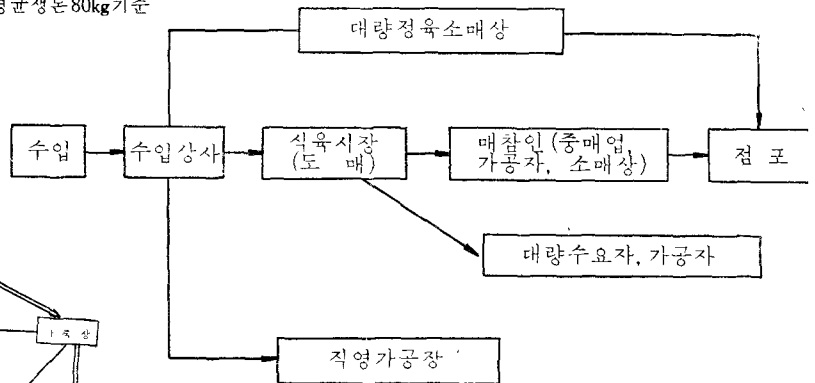 평균생돈80kg기준
대량정육소매상
수입
수입상사
식육시장
(도 매)
매참인(중매업,
가공자, 소매상)
점 포
대량수요자, 가공자
직영가공장